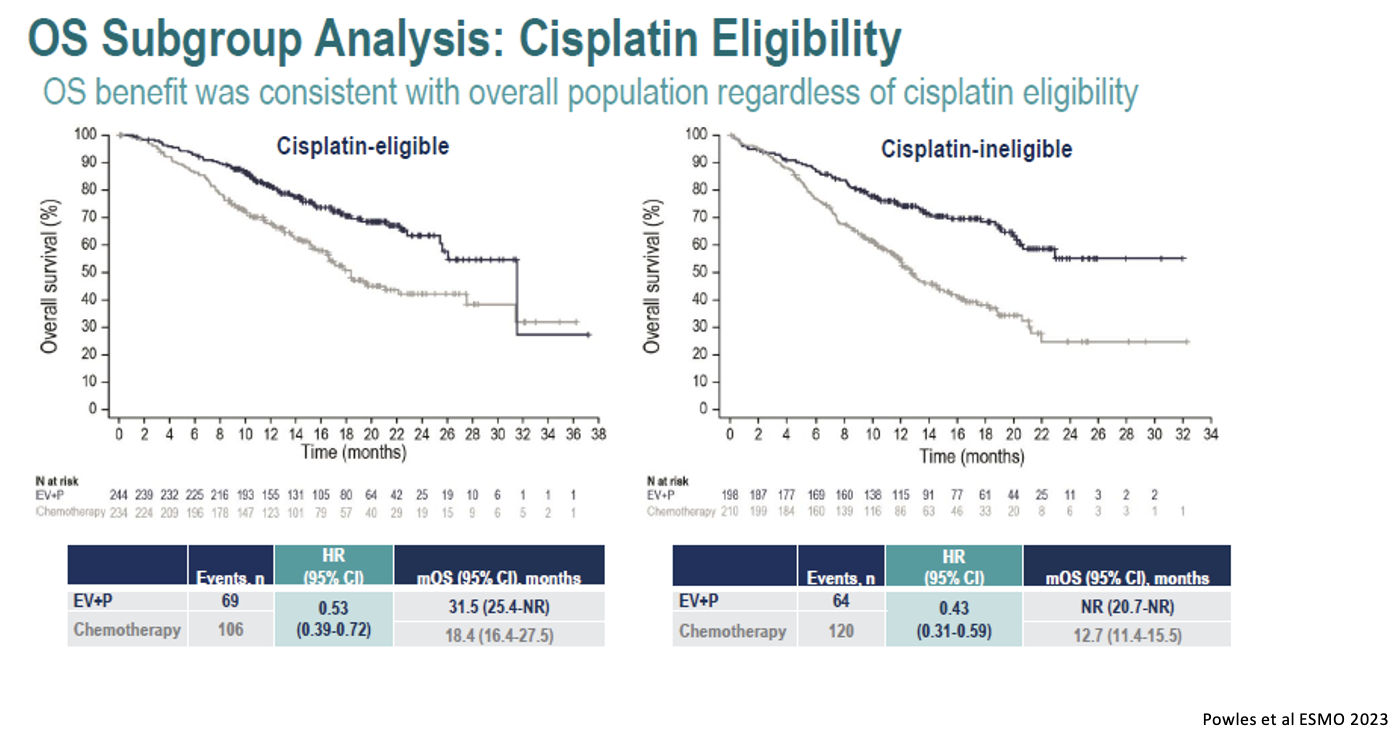 OS Subgroup Analysis: Cisplatin Eligibility
OS benefit was consistent with overall population regardless of cisplatin eligibility
Cisplatin-eligible
Overall survival (%)
100
90
80
70
60
50
40
30
20
10
0
0 2 4 6 8 10 12 14 16 18 20 22 24 26 28 30 32 34 36 38
Time (months)
N at risk
EV+P 244 239 232 225 216 193 155 131 105 80 64 42 25 19 10 6 1 1 1
Chemotherapy 234 224 209 196 178 147 123 101 79 57 40 29 19 15 9 6 5 2 1
Events, n HR (95% CI) mOS (95% CI), months
EV+P 69 0.53 (0.39-0.72) 31.5 (25.4-NR)
Chemotherapy 106 18.4 (16.4-27.5)
Cisplatin-ineligible
Overall survival (%)
100
90
80
70
60
50
40
30
20
10
0
0 2 4 6 8 10 12 14 16 18 20 22 24 26 28 30 32 34
Time (months)
N at risk
EV+P 198 187 177 169 160 138 115 91 77 61 44 25 11 3 2 2
Chemotherapy 210 199 184 160 139 116 86 63 46 33 20 8 6 3 3 1 1
Events, n HR (95% CI) mOS (95% CI), months
EV+P 64 0.43 (0.31-0.59) NR (20.7-NR)
Chemotherapy 120 12.7 (11.4-15.5)
Powles et al ESMO 2023